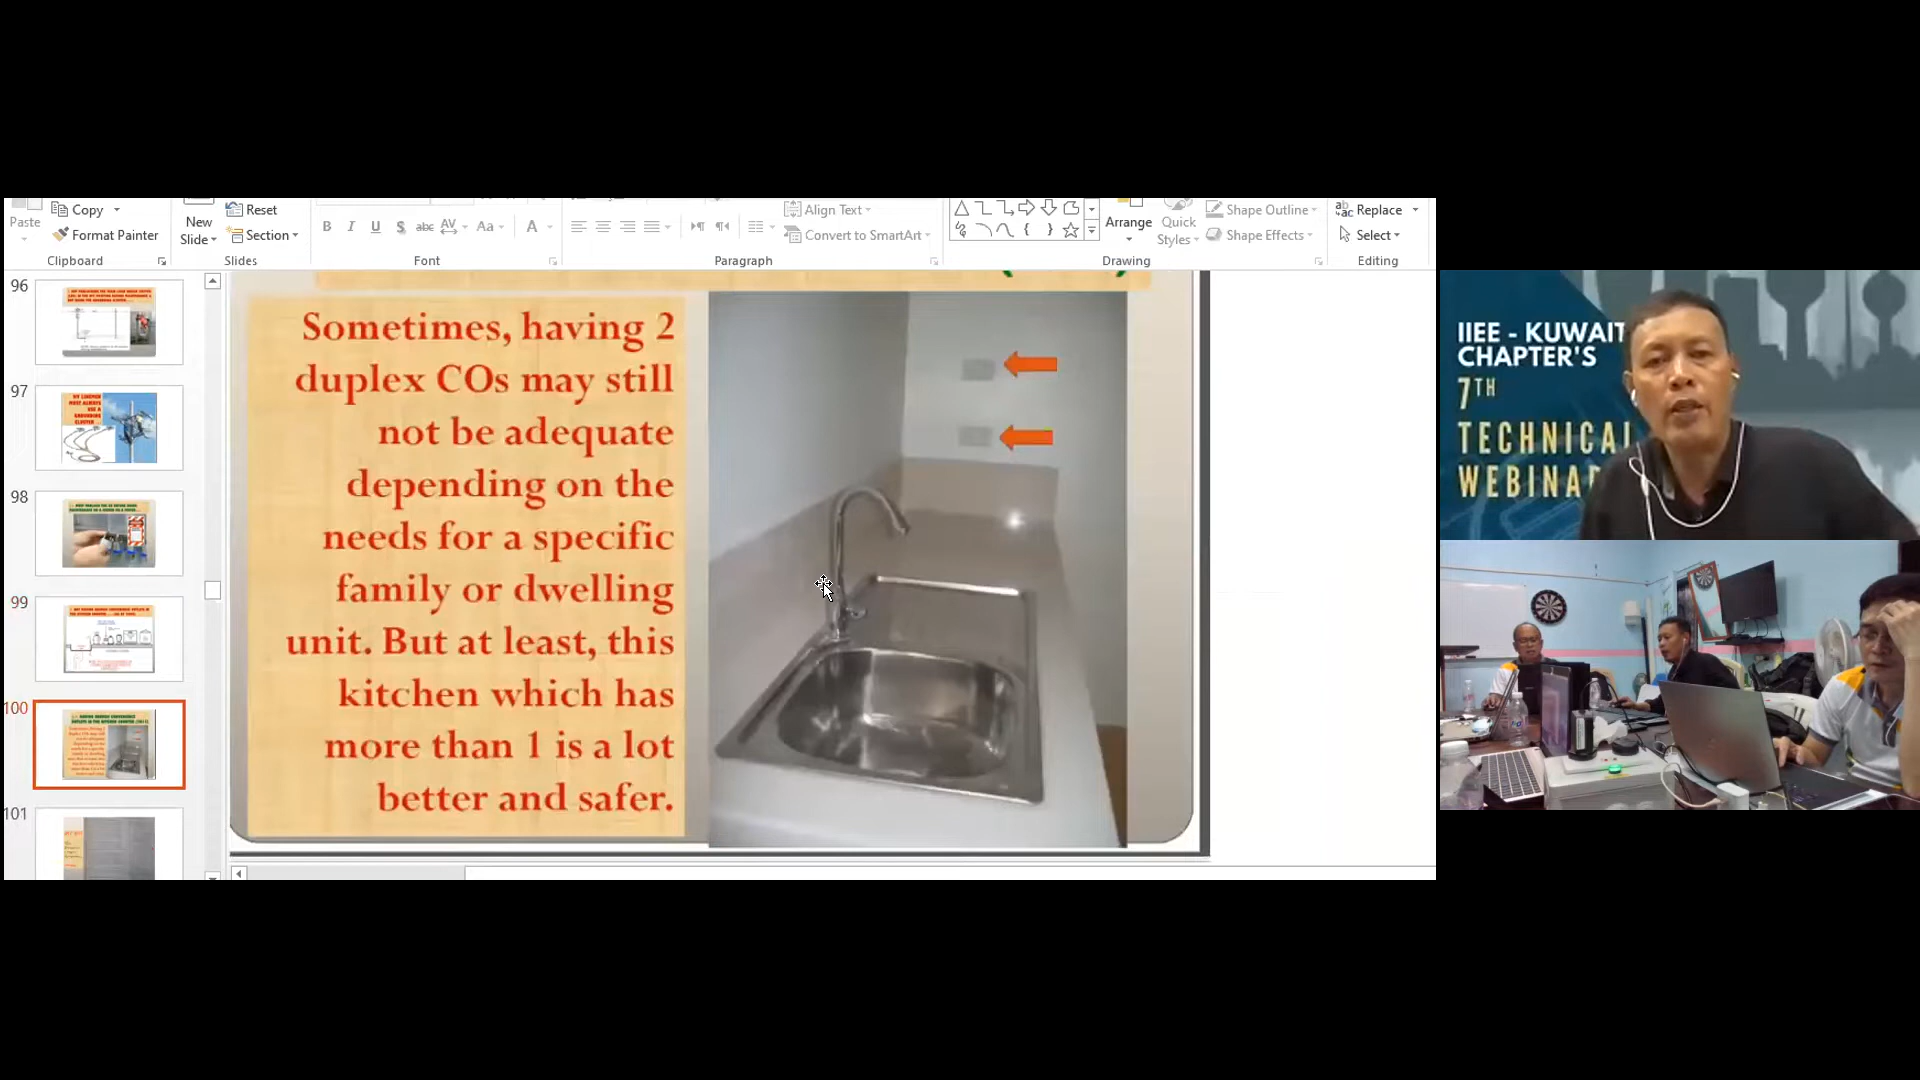 Paste
Copy
Format Painter
Clipboard
New
Slide
Reset
Section
Slides
B I U S abc AV Aa A
Font
Paragraph
Align Text
Convert to SmartArt
Arrange
Quick
Styles
Shape Outline
Shape Effects
Drawing
Replace
Select
Editing
96
97
98
99
100
101
Sometimes, having 2
duplex COs may still
not be adequate
depending on the
needs for a specific
family or dwelling
unit. But at least, this
kitchen which has
more than 1 is a lot
better and safer.
IIEE - KUWAIT
CHAPTER'S
7TH
TECHNICAL
WEBINA